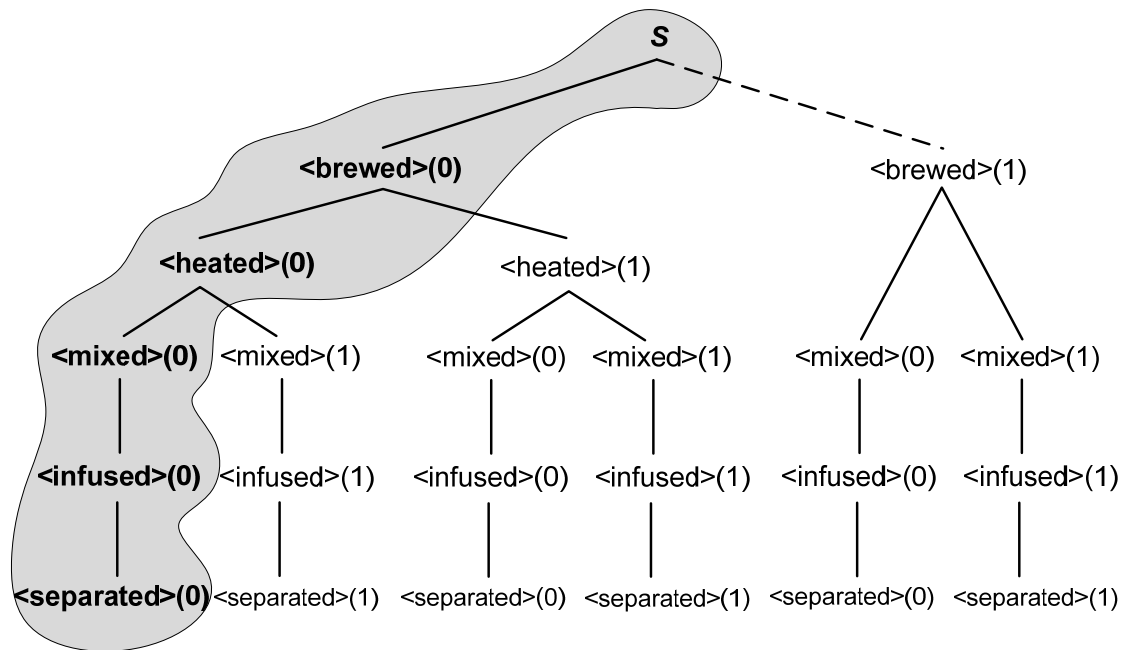 S
<brewed>(0) <brewed>(1)
<heated>(0) <heated>(1)
<mixed>(0) <mixed>(1) <mixed>(0) <mixed>(1) <mixed>(0) <mixed>(1)
<infused>(0) <infused>(1) <infused>(0) <infused>(1) <infused>(0) <infused>(1)
<separated>(0) <separated>(1) <separated>(0) <separated>(1) <separated>(0) <separated>(1)